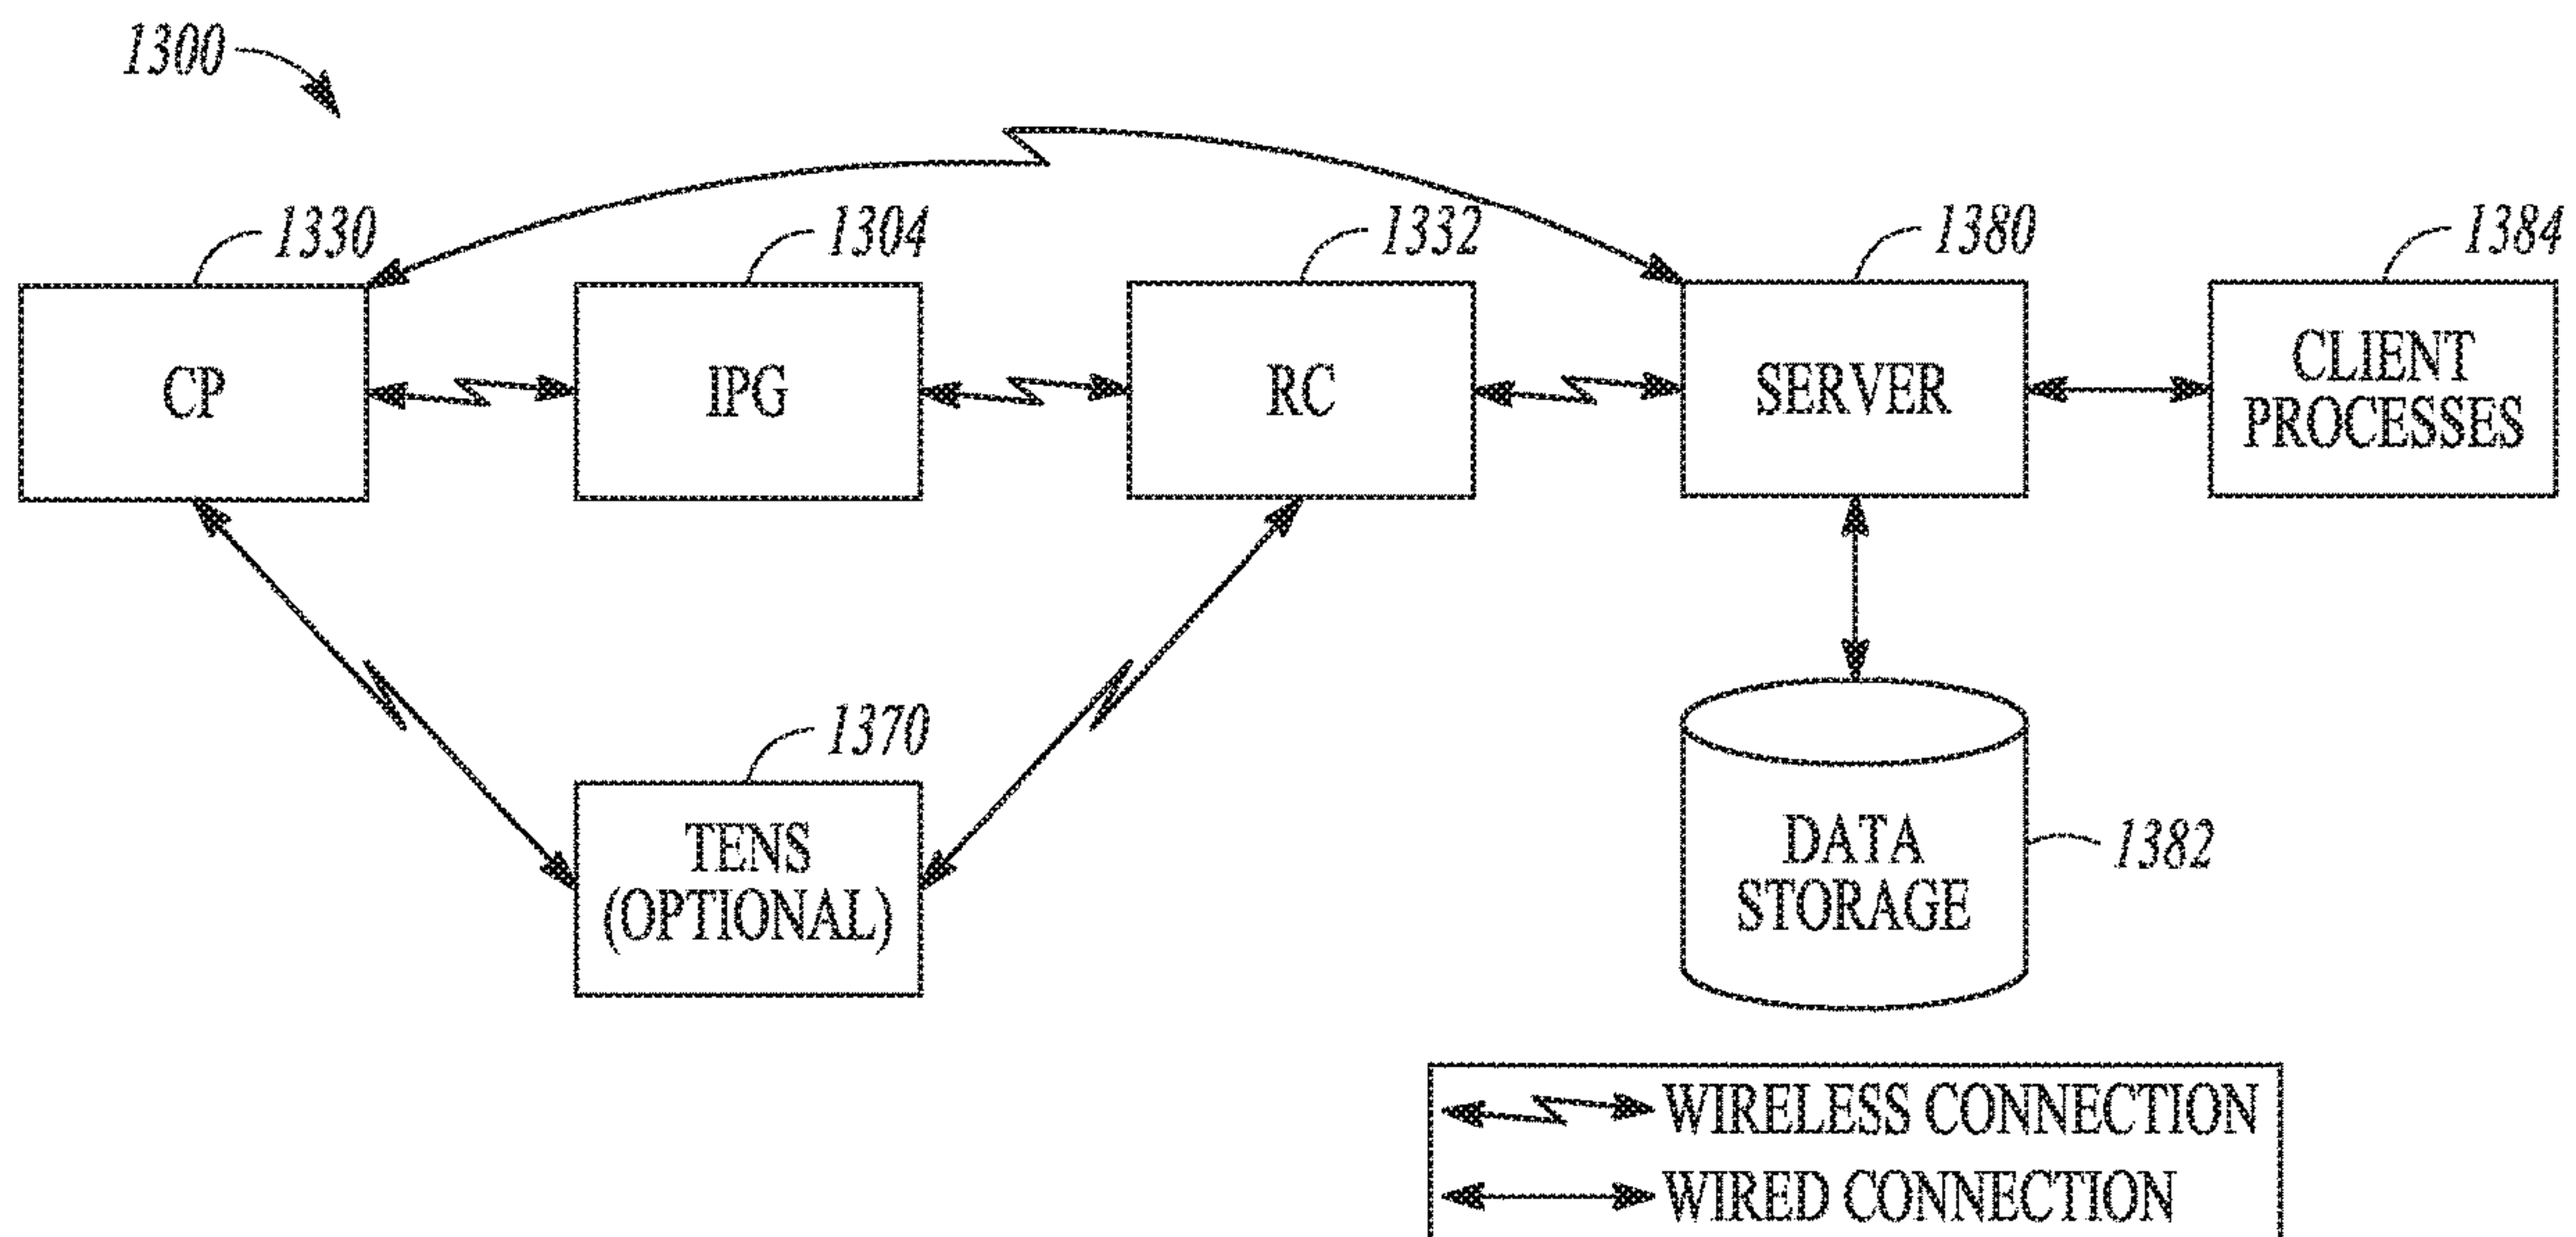 1300
1330
1304
1332
1380
1384
CP
IPG
RC
SERVER
CLIENT
PROCESSES
1370
TENS
(OPTIONAL)
DATA
STORAGE
1382
WIRELESS CONNECTION
WIRED CONNECTION